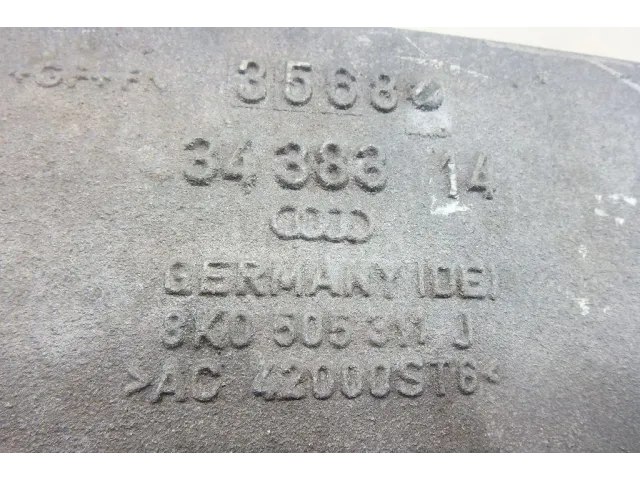 3568
34 383 14
GERMANY (DE)
8K0 505 311 J
>AC 42000ST6<